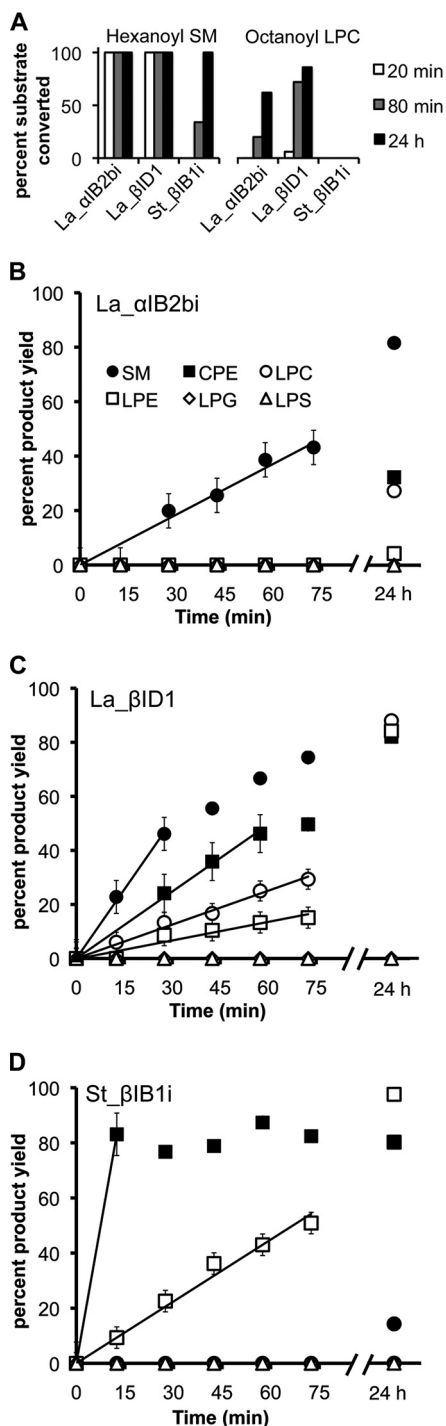 A
Hexanoyl SM
Octanoyl LPC
percent substrate
converted
100
50
0
20 min
80 min
24 h
La_αIB2bi
La_βID1
St_βIB1i
La_αIB2bi
La_βID1
St_βIB1i
B
La_αIB2bi
percent product yield
100
80
60
40
20
0
SM
CPE
LPC
LPE
LPG
LPS
0
15
30
45
60
75
24 h
Time (min)
C
La_βID1
percent product yield
100
80
60
40
20
0
0
15
30
45
60
75
24 h
Time (min)
D
St_βIB1i
percent product yield
100
80
60
40
20
0
0
15
30
45
60
75
24 h
Time (min)